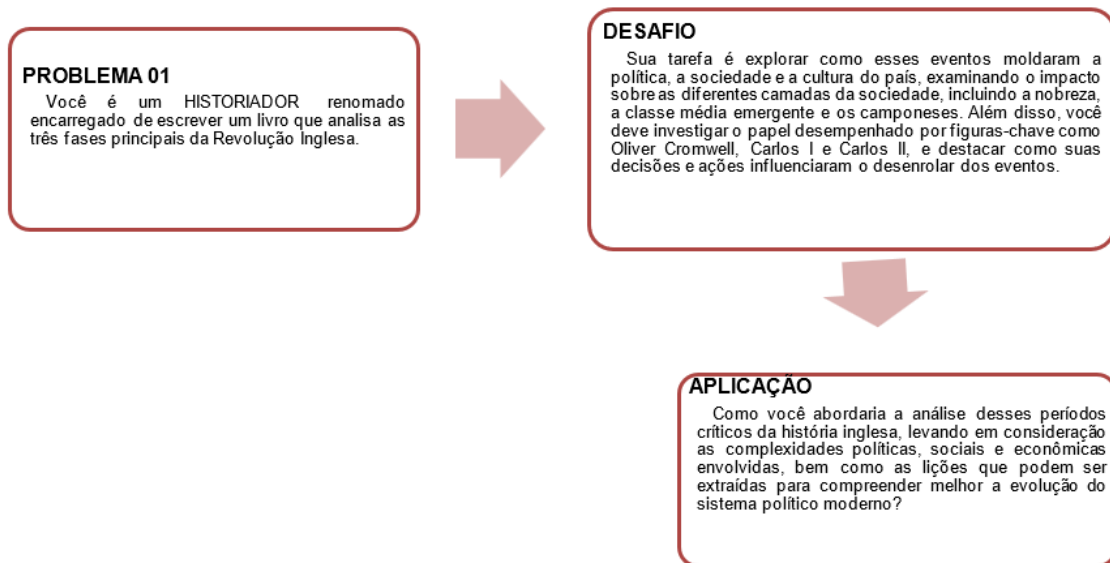 PROBLEMA 01
Você é um HISTORIADOR renomado
encarregado de escrever um livro que analisa as
três fases principais da Revolução Inglesa.
DESAFIO
Sua tarefa é explorar como esses eventos moldaram a
política, a sociedade e a cultura do país, examinando o impacto
sobre as diferentes camadas da sociedade, incluindo a nobreza,
a classe média emergente e os camponeses. Além disso, você
deve investigar o papel desempenhado por figuras-chave como
Oliver Cromwell, Carlos I e Carlos II, e destacar como suas
decisões e ações influenciaram o desenrolar dos eventos.
APLICAÇÃO
Como você abordaria a análise desses períodos
críticos da história inglesa, levando em consideração
as complexidades políticas, sociais e econômicas
envolvidas, bem como as lições que podem ser
extraídas para compreender melhor a evolução do
sistema político moderno?